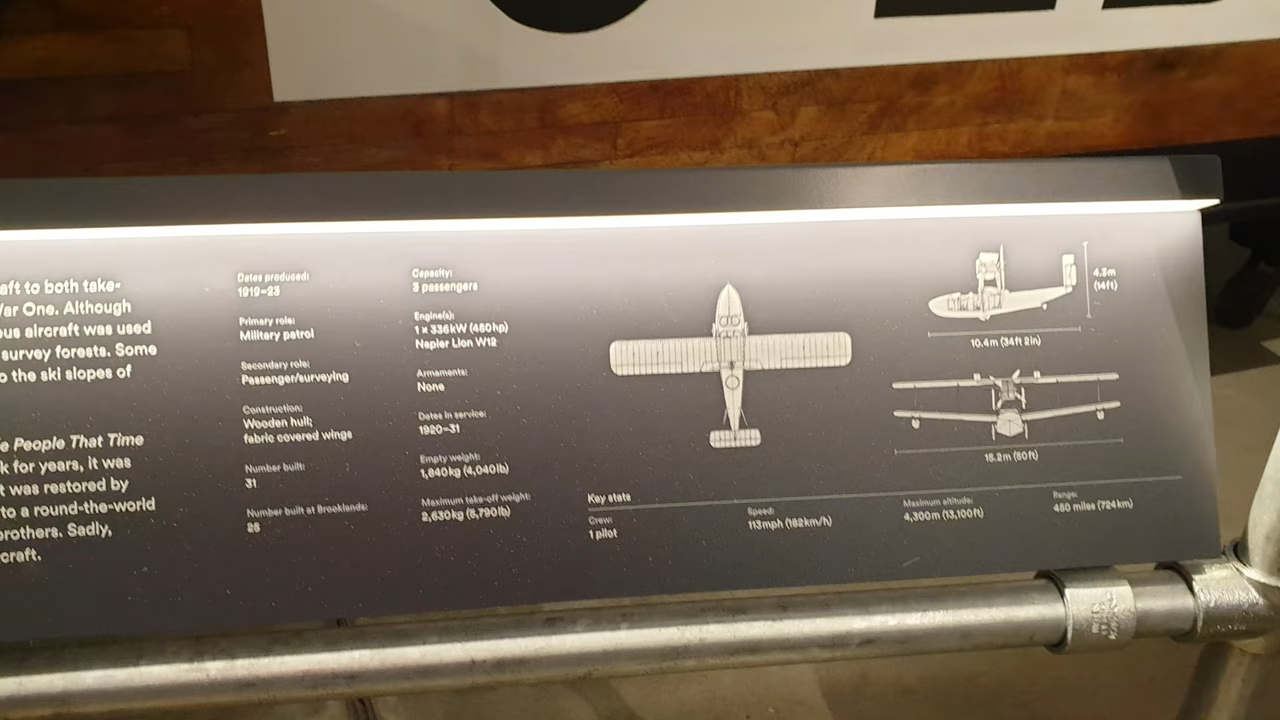 aft to both take-
Var One. Although
ous aircraft was used
survey forests. Some
o the ski slopes of
e People That Time
k for years, it was
t was restored by
to a round-the-world
brothers. Sadly,
craft.
Dates produced:
1919–23
Primary role:
Military patrol
Secondary role:
Passenger/surveying
Construction:
Wooden hull;
fabric covered wings
Number built:
31
Number built at Brooklands:
28
Capacity:
3 passengers
Engine(s):
1 x 336kW (450hp)
Napier Lion W12
Armaments:
None
Dates in service:
1920–31
Empty weight:
1,840kg (4,040lb)
Maximum take-off weight:
2,630kg (5,790lb)
4.3m
(14ft)
10.4m (34ft 2in)
15.2m (50ft)
Key stats
Crew:
1 pilot
Speed:
113mph (182km/h)
Maximum altitude:
4,300m (13,100ft)
Range:
450 miles (724km)